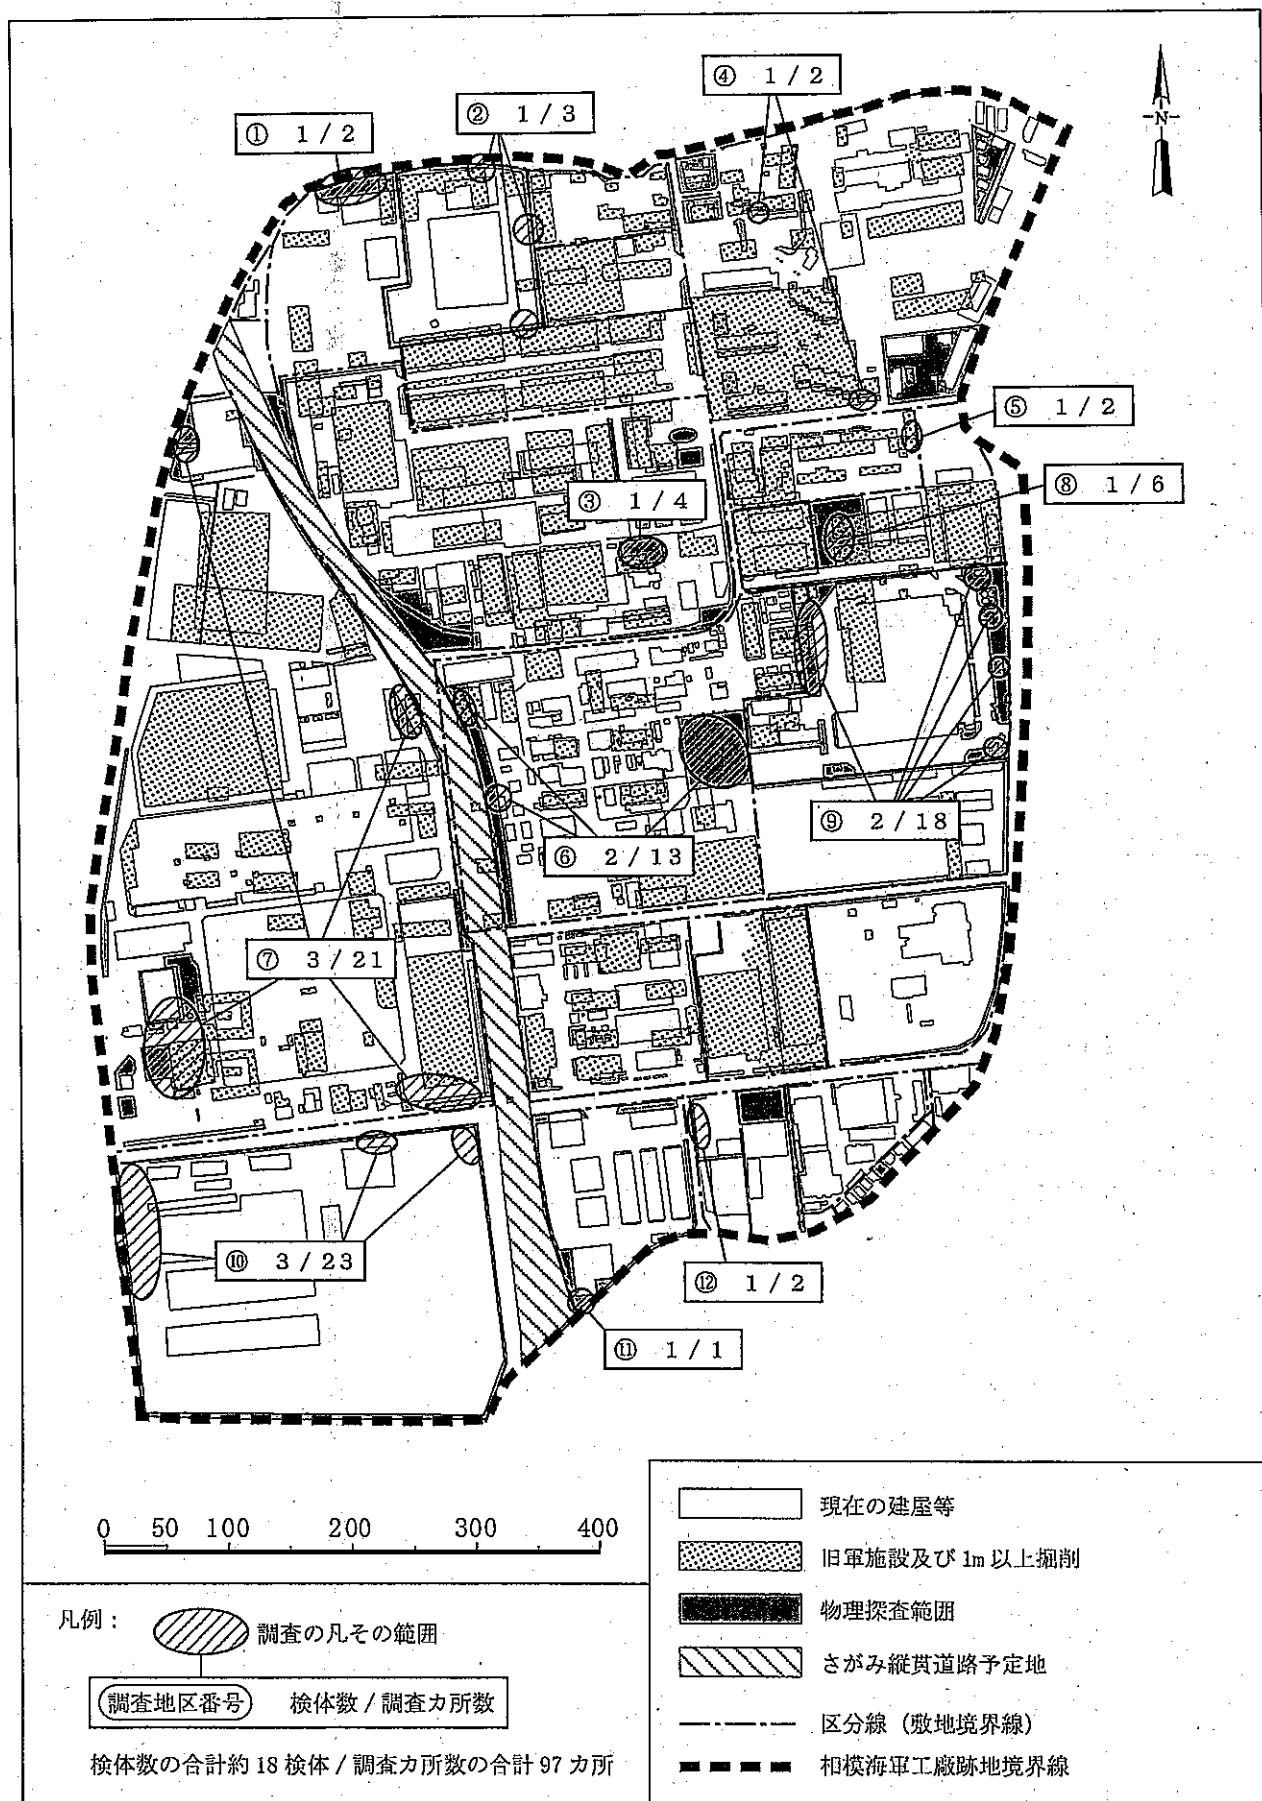 ④ 1 / 2
② 1 / 3
① 1 / 2
N
⑤ 1 / 2
⑧ 1 / 6
③ 1 / 4
⑨ 2 / 18
⑥ 2 / 13
⑦ 3 / 21
⑩ 3 / 23
⑫ 1 / 2
⑪ 1 / 1
0 50 100 200 300 400
凡例：
調査の凡その範囲
調査地区番号 検体数 / 調査カ所数
検体数の合計約 18 検体 / 調査カ所数の合計 97 カ所
現在の建屋等
旧軍施設及び 1m 以上掘削
物理探査範囲
さがみ縦貫道路予定地
区分線（敷地境界線）
相模海軍工廠跡地境界線